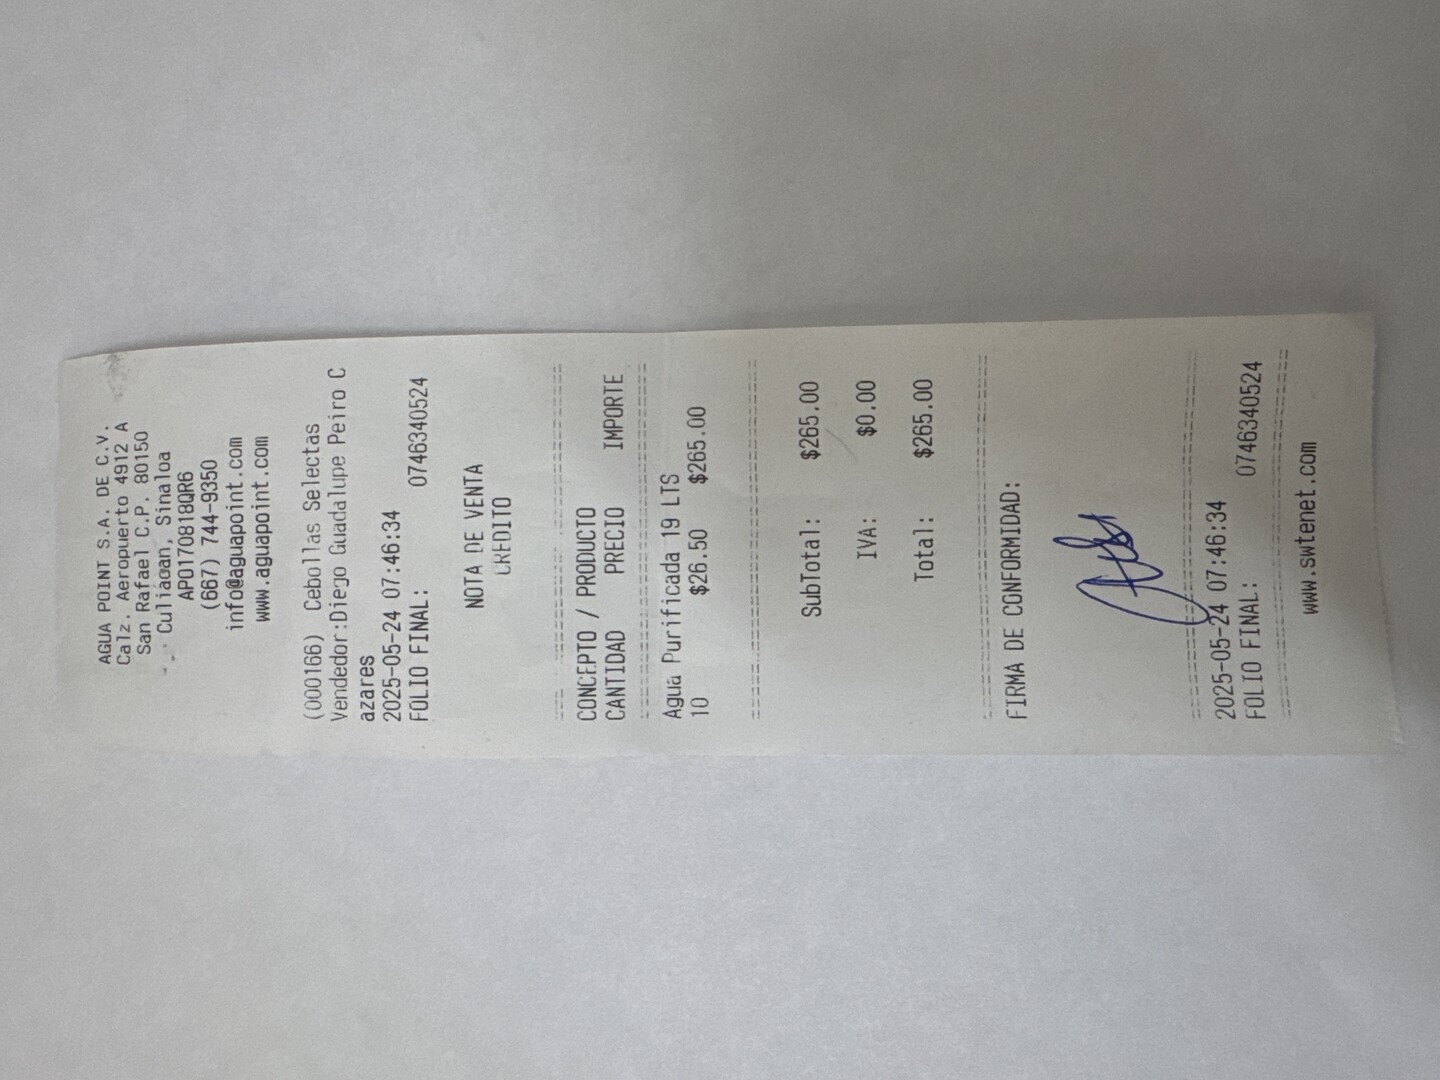 AGUA POINT S.A. DE C.V.
Calz. Aeropuerto 4912 A
San Rafael C.P. 80150
Culiacan, Sinaloa
APO170818QR6
(667) 744-9350
info@aguapoint.com
www.aguapoint.com
(000166) Cebollas Selectas
Vendedor:Diego Guadalupe Peiro C
azares
2025-05-24 07:46:34
FOLIO FINAL: 0746340524
NOTA DE VENTA
CREDITO
CONCEPTO / PRODUCTO
CANTIDAD PRECIO IMPORTE
Agua Purificada 19 LTS
10 $26.50 $265.00
SubTotal: $265.00
IVA: $0.00
Total: $265.00
FIRMA DE CONFORMIDAD:
2025-05-24 07:46:34
FOLIO FINAL: 0746340524
www.swtenet.com